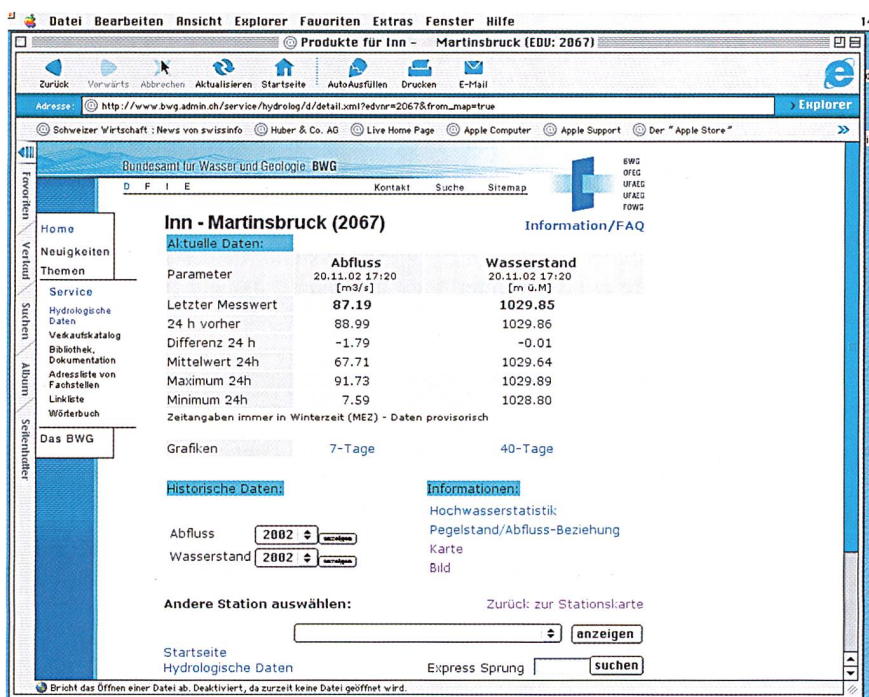 Datei Bearbeiten Ansicht Explorer Favoriten Extras Fenster Hilfe
Produkte für Inn - Martinsbruck (EDV: 2067)
Zurück Vorwärts Abbrechen Aktualisieren Startseite AutoAusfüllen Drucken E-Mail
Adresse: http://www.bwg.admin.ch/service/hydrolog/d/detail.xml?edvnr=2067&from_map=true Explorer
Schweizer Wirtschaft : News von swissinfo Huber & Co. AG Live Home Page Apple Computer Apple Support Der "Apple Store"
Favoriten
Verlauf
Suchen
Album
Seitenhalter
Bundesamt für Wasser und Geologie BWG
D F I E Kontakt Suche Sitemap
BWG
OFEG
UFAEG
UFAEG
FOWG
Home
Neuigkeiten
Themen
Service
Hydrologische
Daten
Verkaufskatalog
Bibliothek,
Dokumentation
Adressliste von
Fachstellen
Linkliste
Wörterbuch
Das BWG
Inn - Martinsbruck (2067)
Information/FAQ
Aktuelle Daten:
Parameter Abfluss 20.11.02 17:20 [m3/s] Wasserstand 20.11.02 17:20 [m ü.M]
Letzter Messwert 87.19 1029.85
24 h vorher 88.99 1029.86
Differenz 24 h -1.79 -0.01
Mittelwert 24h 67.71 1029.64
Maximum 24h 91.73 1029.89
Minimum 24h 7.59 1028.80
Zeitangaben immer in Winterzeit (MEZ) - Daten provisorisch
Grafiken 7-Tage 40-Tage
Historische Daten:
Abfluss 2002 anzeigen
Wasserstand 2002 anzeigen
Informationen:
Hochwasserstatistik
Pegelstand/Abfluss-Beziehung
Karte
Bild
Andere Station auswählen: Zurück zur Stationskarte
anzeigen
Startseite
Hydrologische Daten Express Sprung suchen
Bricht das Öffnen einer Datei ab. Deaktiviert, da zurzeit keine Datei geöffnet wird.